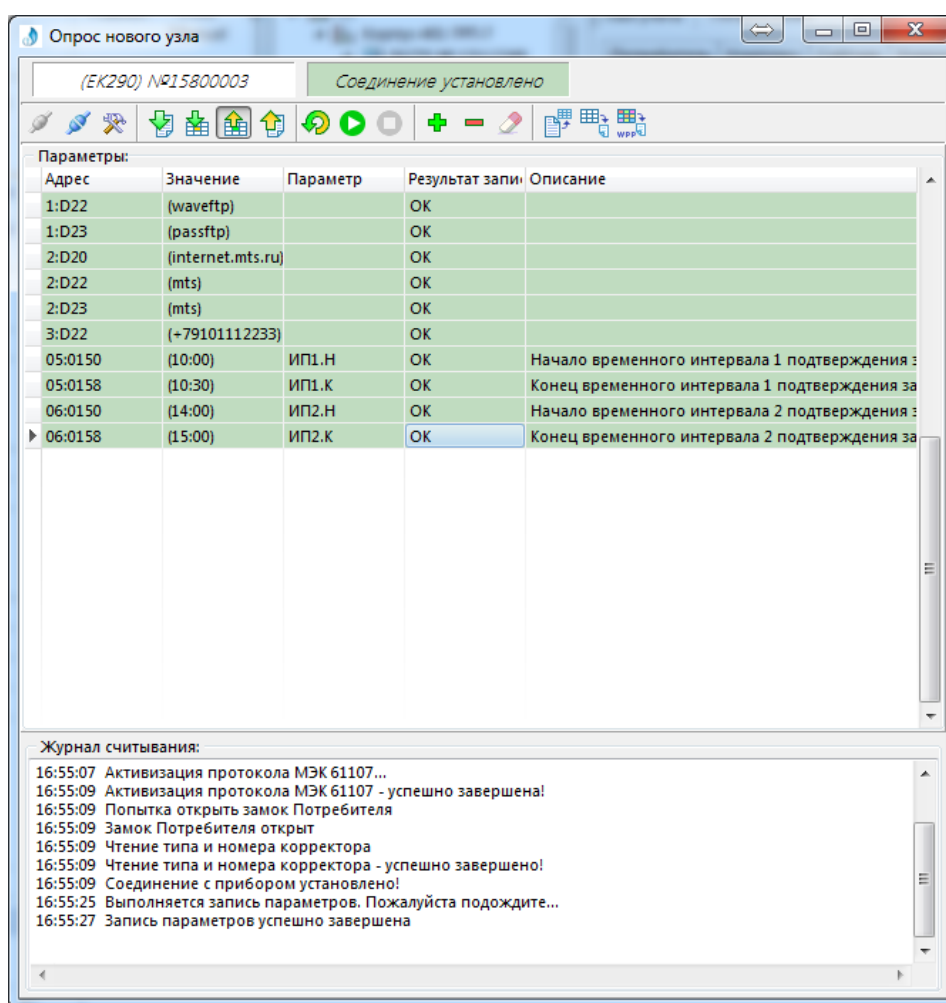 Опрос нового узла
(EK290) №15800003 Соединение установлено
WPP
Параметры:
Адрес Значение Параметр Результат запи Описание
1:D22 (waveftp) OK
1:D23 (passftp) OK
2:D20 (internet.mts.ru) OK
2:D22 (mts) OK
2:D23 (mts) OK
3:D22 (+79101112233) OK
05:0150 (10:00) ИП1.Н OK Начало временного интервала 1 подтверждения з
05:0158 (10:30) ИП1.К OK Конец временного интервала 1 подтверждения за
06:0150 (14:00) ИП2.Н OK Начало временного интервала 2 подтверждения з
06:0158 (15:00) ИП2.К OK Конец временного интервала 2 подтверждения за
Журнал считывания:
16:55:07 Активизация протокола МЭК 61107...
16:55:09 Активизация протокола МЭК 61107 - успешно завершена!
16:55:09 Попытка открыть замок Потребителя
16:55:09 Замок Потребителя открыт
16:55:09 Чтение типа и номера корректора
16:55:09 Чтение типа и номера корректора - успешно завершено!
16:55:09 Соединение с прибором установлено!
16:55:25 Выполняется запись параметров. Пожалуйста подождите...
16:55:27 Запись параметров успешно завершена